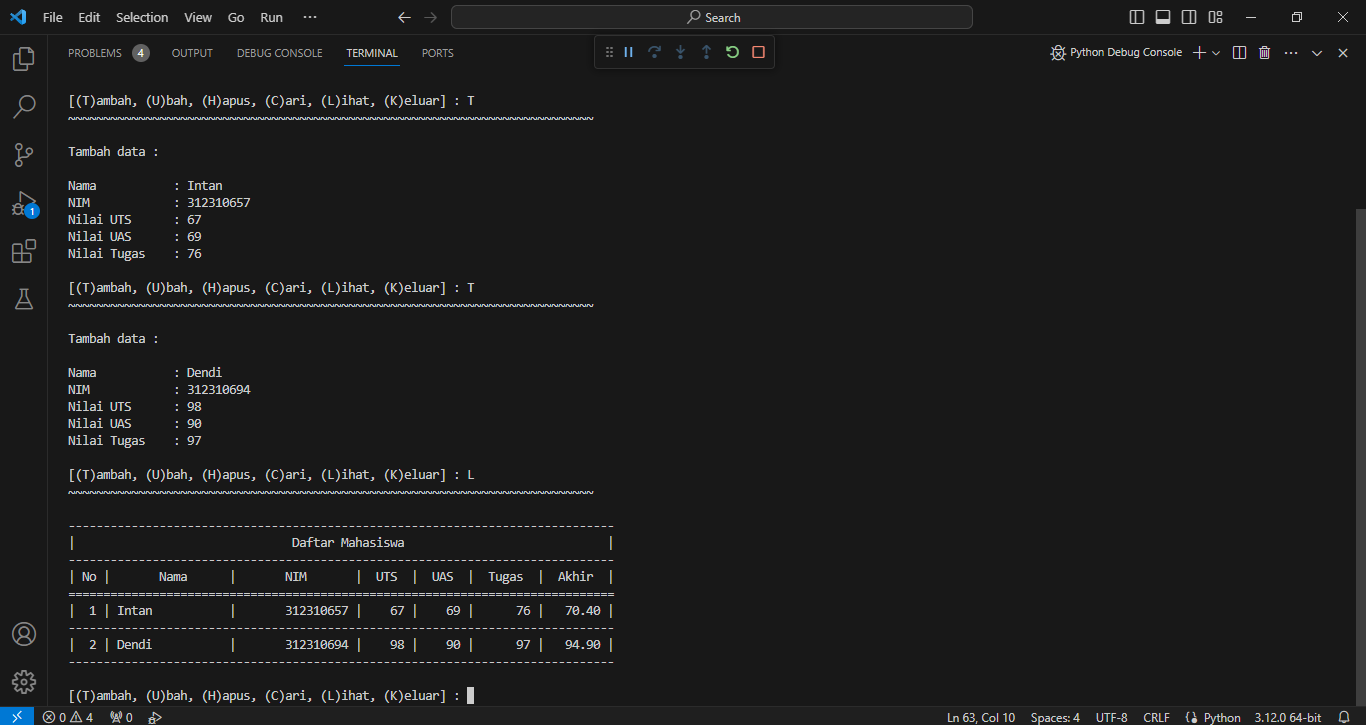 File Edit Selection View Go Run ··· Search
PROBLEMS 4 OUTPUT DEBUG CONSOLE TERMINAL PORTS Python Debug Console
[(T)ambah, (U)bah, (H)apus, (C)ari, (L)ihat, (K)eluar] : T
~~~~~~~~~~~~~~~~~~~~~~~~~~~~~~~~~~~~~~~~~~~~~~~~~~~~~~~~~~~~~~~~~~~~~~~~~~~
Tambah data :
Nama : Intan
NIM : 312310657
Nilai UTS : 67
Nilai UAS : 69
Nilai Tugas : 76
[(T)ambah, (U)bah, (H)apus, (C)ari, (L)ihat, (K)eluar] : T
~~~~~~~~~~~~~~~~~~~~~~~~~~~~~~~~~~~~~~~~~~~~~~~~~~~~~~~~~~~~~~~~~~~~~~~~~~~
Tambah data :
Nama : Dendi
NIM : 312310694
Nilai UTS : 98
Nilai UAS : 90
Nilai Tugas : 97
[(T)ambah, (U)bah, (H)apus, (C)ari, (L)ihat, (K)eluar] : L
~~~~~~~~~~~~~~~~~~~~~~~~~~~~~~~~~~~~~~~~~~~~~~~~~~~~~~~~~~~~~~~~~~~~~~~~~~~
------------------------------------------------------------------------------
| Daftar Mahasiswa |
------------------------------------------------------------------------------
| No | Nama | NIM | UTS | UAS | Tugas | Akhir |
==============================================================================
| 1 | Intan | 312310657 | 67 | 69 | 76 | 70.40 |
------------------------------------------------------------------------------
| 2 | Dendi | 312310694 | 98 | 90 | 97 | 94.90 |
------------------------------------------------------------------------------
[(T)ambah, (U)bah, (H)apus, (C)ari, (L)ihat, (K)eluar] :
1
0 4 0 Ln 63, Col 10 Spaces: 4 UTF-8 CRLF Python 3.12.0 64-bit